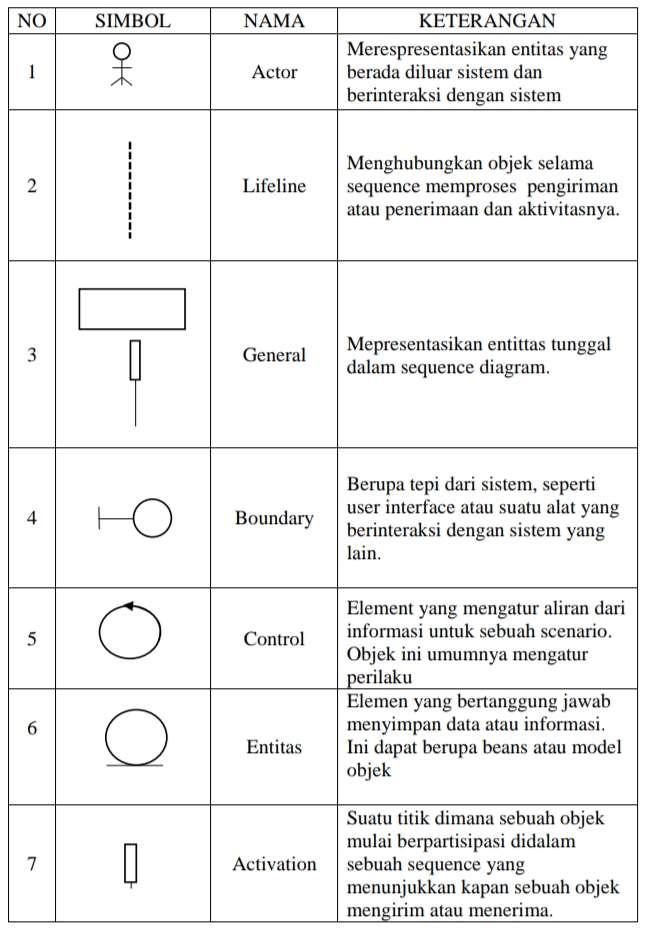 NO SIMBOL NAMA KETERANGAN
1 Actor Merespresentasikan entitas yang
berada diluar sistem dan
berinteraksi dengan sistem
2 Lifeline Menghubungkan objek selama
sequence memproses pengiriman
atau penerimaan dan aktivitasnya.
3 General Mepresentasikan entittas tunggal
dalam sequence diagram.
4 Boundary Berupa tepi dari sistem, seperti
user interface atau suatu alat yang
berinteraksi dengan sistem yang
lain.
5 Control Element yang mengatur aliran dari
informasi untuk sebuah scenario.
Objek ini umumnya mengatur
perilaku
6 Entitas Elemen yang bertanggung jawab
menyimpan data atau informasi.
Ini dapat berupa beans atau model
objek
7 Activation Suatu titik dimana sebuah objek
mulai berpartisipasi didalam
sebuah sequence yang
menunjukkan kapan sebuah objek
mengirim atau menerima.